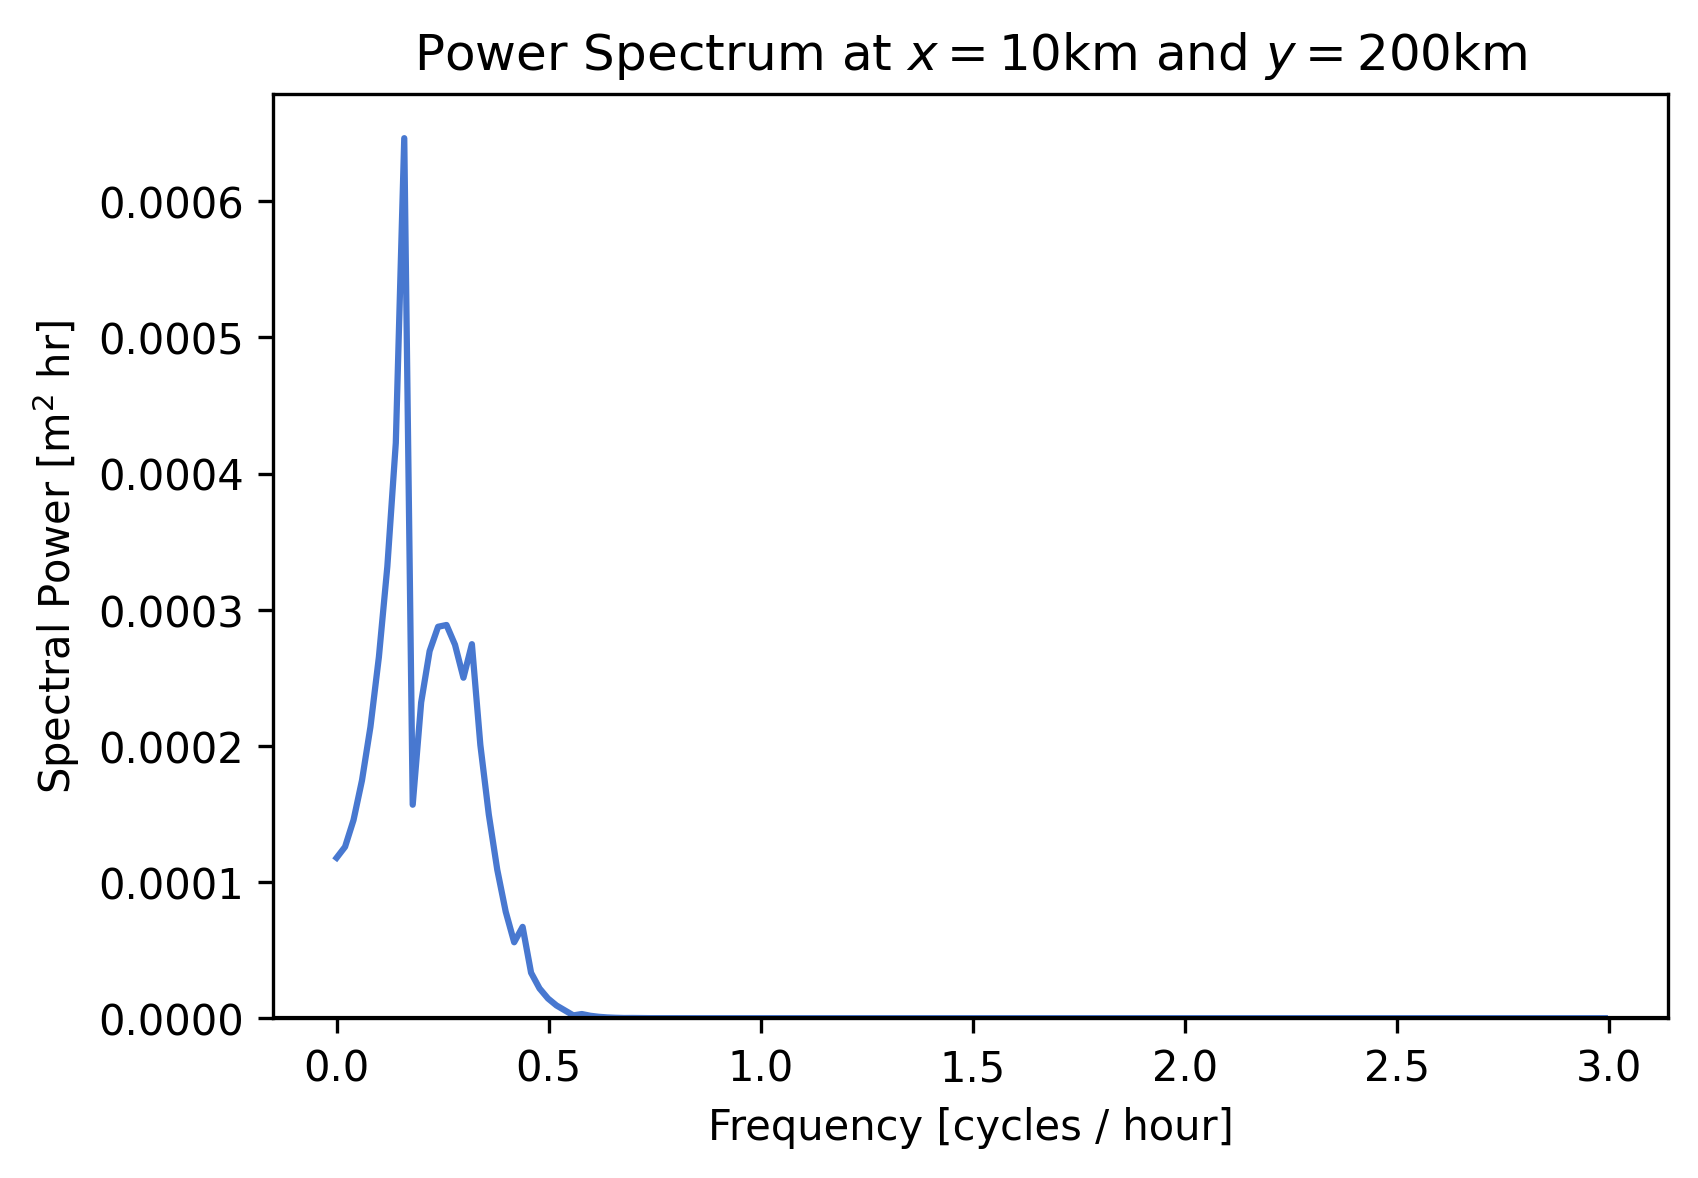 Power Spectrum at x = 10km and y = 200km
Spectral Power [m² hr]
0.0006
0.0005
0.0004
0.0003
0.0002
0.0001
0.0000
0.0 0.5 1.0 1.5 2.0 2.5 3.0
Frequency [cycles / hour]